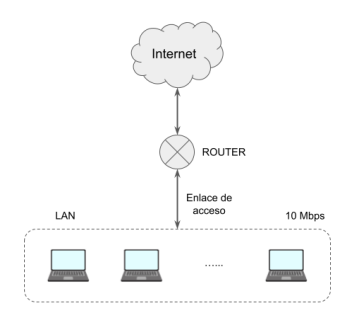 Internet
ROUTER
Enlace de
acceso
LAN
10 Mbps
......